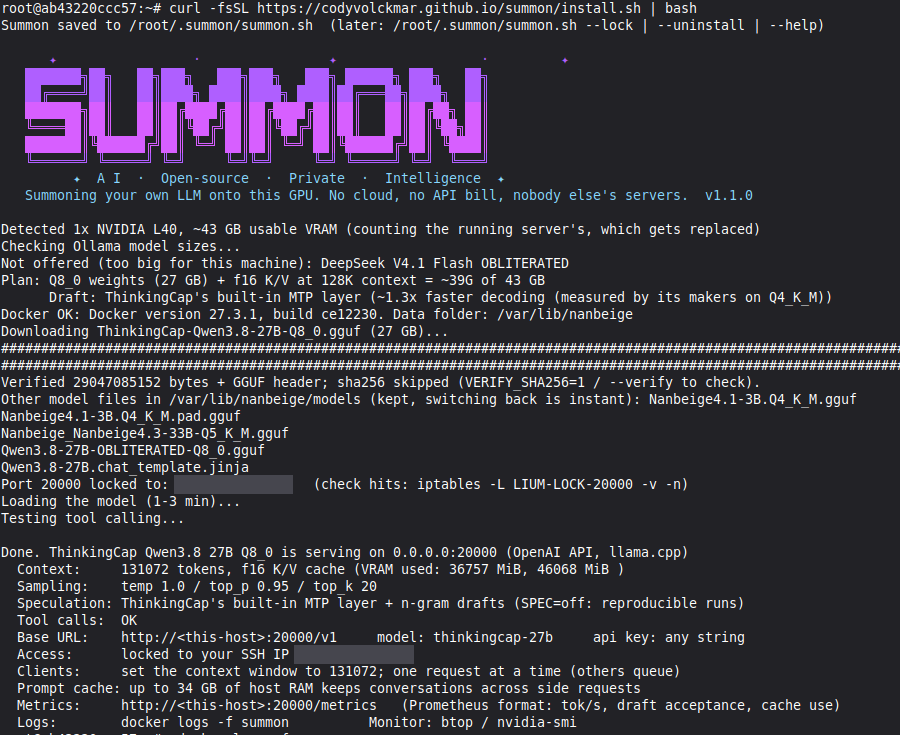 root@ab43220ccc57:~# curl -fsSL https://codyvolckmar.github.io/summon/install.sh | bash
Summon saved to /root/.summon/summon.sh  (later: /root/.summon/summon.sh --lock | --uninstall | --help)
SUMMON
✦  A I  ·  Open-source  ·  Private  ·  Intelligence  ✦
Summoning your own LLM onto this GPU. No cloud, no API bill, nobody else's servers.  v1.1.0
Detected 1x NVIDIA L40, ~43 GB usable VRAM (counting the running server's, which gets replaced)
Checking Ollama model sizes...
Not offered (too big for this machine): DeepSeek V4.1 Flash OBLITERATED
Plan: Q8_0 weights (27 GB) + f16 K/V at 128K context = ~39G of 43 GB
Draft: ThinkingCap's built-in MTP layer (~1.3x faster decoding (measured by its makers on Q4_K_M))
Docker OK: Docker version 27.3.1, build ce12230. Data folder: /var/lib/nanbeige
Downloading ThinkingCap-Qwen3.8-27B-Q8_0.gguf (27 GB)...
Verified 29047085152 bytes + GGUF header; sha256 skipped (VERIFY_SHA256=1 / --verify to check).
Other model files in /var/lib/nanbeige/models (kept, switching back is instant): Nanbeige4.1-3B.Q4_K_M.gguf
Nanbeige4.1-3B.Q4_K_M.pad.gguf
Nanbeige_Nanbeige4.3-33B-Q5_K_M.gguf
Qwen3.8-27B-OBLITERATED-Q8_0.gguf
Qwen3.8-27B.chat_template.jinja
Port 20000 locked to:   (check hits: iptables -L LIUM-LOCK-20000 -v -n)
Loading the model (1-3 min)...
Testing tool calling...
Done. ThinkingCap Qwen3.8 27B Q8_0 is serving on 0.0.0.0:20000 (OpenAI API, llama.cpp)
Context:     131072 tokens, f16 K/V cache (VRAM used: 36757 MiB, 46068 MiB )
Sampling:    temp 1.0 / top_p 0.95 / top_k 20
Speculation: ThinkingCap's built-in MTP layer + n-gram drafts (SPEC=off: reproducible runs)
Tool calls:  OK
Base URL:    http://<this-host>:20000/v1     model: thinkingcap-27b     api key: any string
Access:      locked to your SSH IP
Clients:     set the context window to 131072; one request at a time (others queue)
Prompt cache: up to 34 GB of host RAM keeps conversations across side requests
Metrics:     http://<this-host>:20000/metrics   (Prometheus format: tok/s, draft acceptance, cache use)
Logs:        docker logs -f summon          Monitor: btop / nvidia-smi